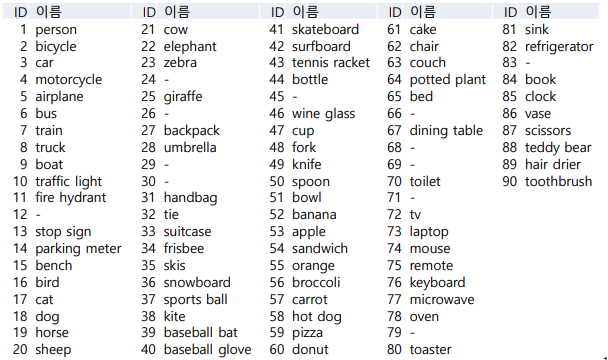 ID 이름 ID 이름 ID 이름 ID 이름 ID 이름
1 person 21 cow 41 skateboard 61 cake 81 sink
2 bicycle 22 elephant 42 surfboard 62 chair 82 refrigerator
3 car 23 zebra 43 tennis racket 63 couch 83 -
4 motorcycle 24 - 44 bottle 64 potted plant 84 book
5 airplane 25 giraffe 45 - 65 bed 85 clock
6 bus 26 - 46 wine glass 66 - 86 vase
7 train 27 backpack 47 cup 67 dining table 87 scissors
8 truck 28 umbrella 48 fork 68 - 88 teddy bear
9 boat 29 - 49 knife 69 - 89 hair drier
10 traffic light 30 - 50 spoon 70 toilet 90 toothbrush
11 fire hydrant 31 handbag 51 bowl 71 -
12 - 32 tie 52 banana 72 tv
13 stop sign 33 suitcase 53 apple 73 laptop
14 parking meter 34 frisbee 54 sandwich 74 mouse
15 bench 35 skis 55 orange 75 remote
16 bird 36 snowboard 56 broccoli 76 keyboard
17 cat 37 sports ball 57 carrot 77 microwave
18 dog 38 kite 58 hot dog 78 oven
19 horse 39 baseball bat 59 pizza 79 -
20 sheep 40 baseball glove 60 donut 80 toaster